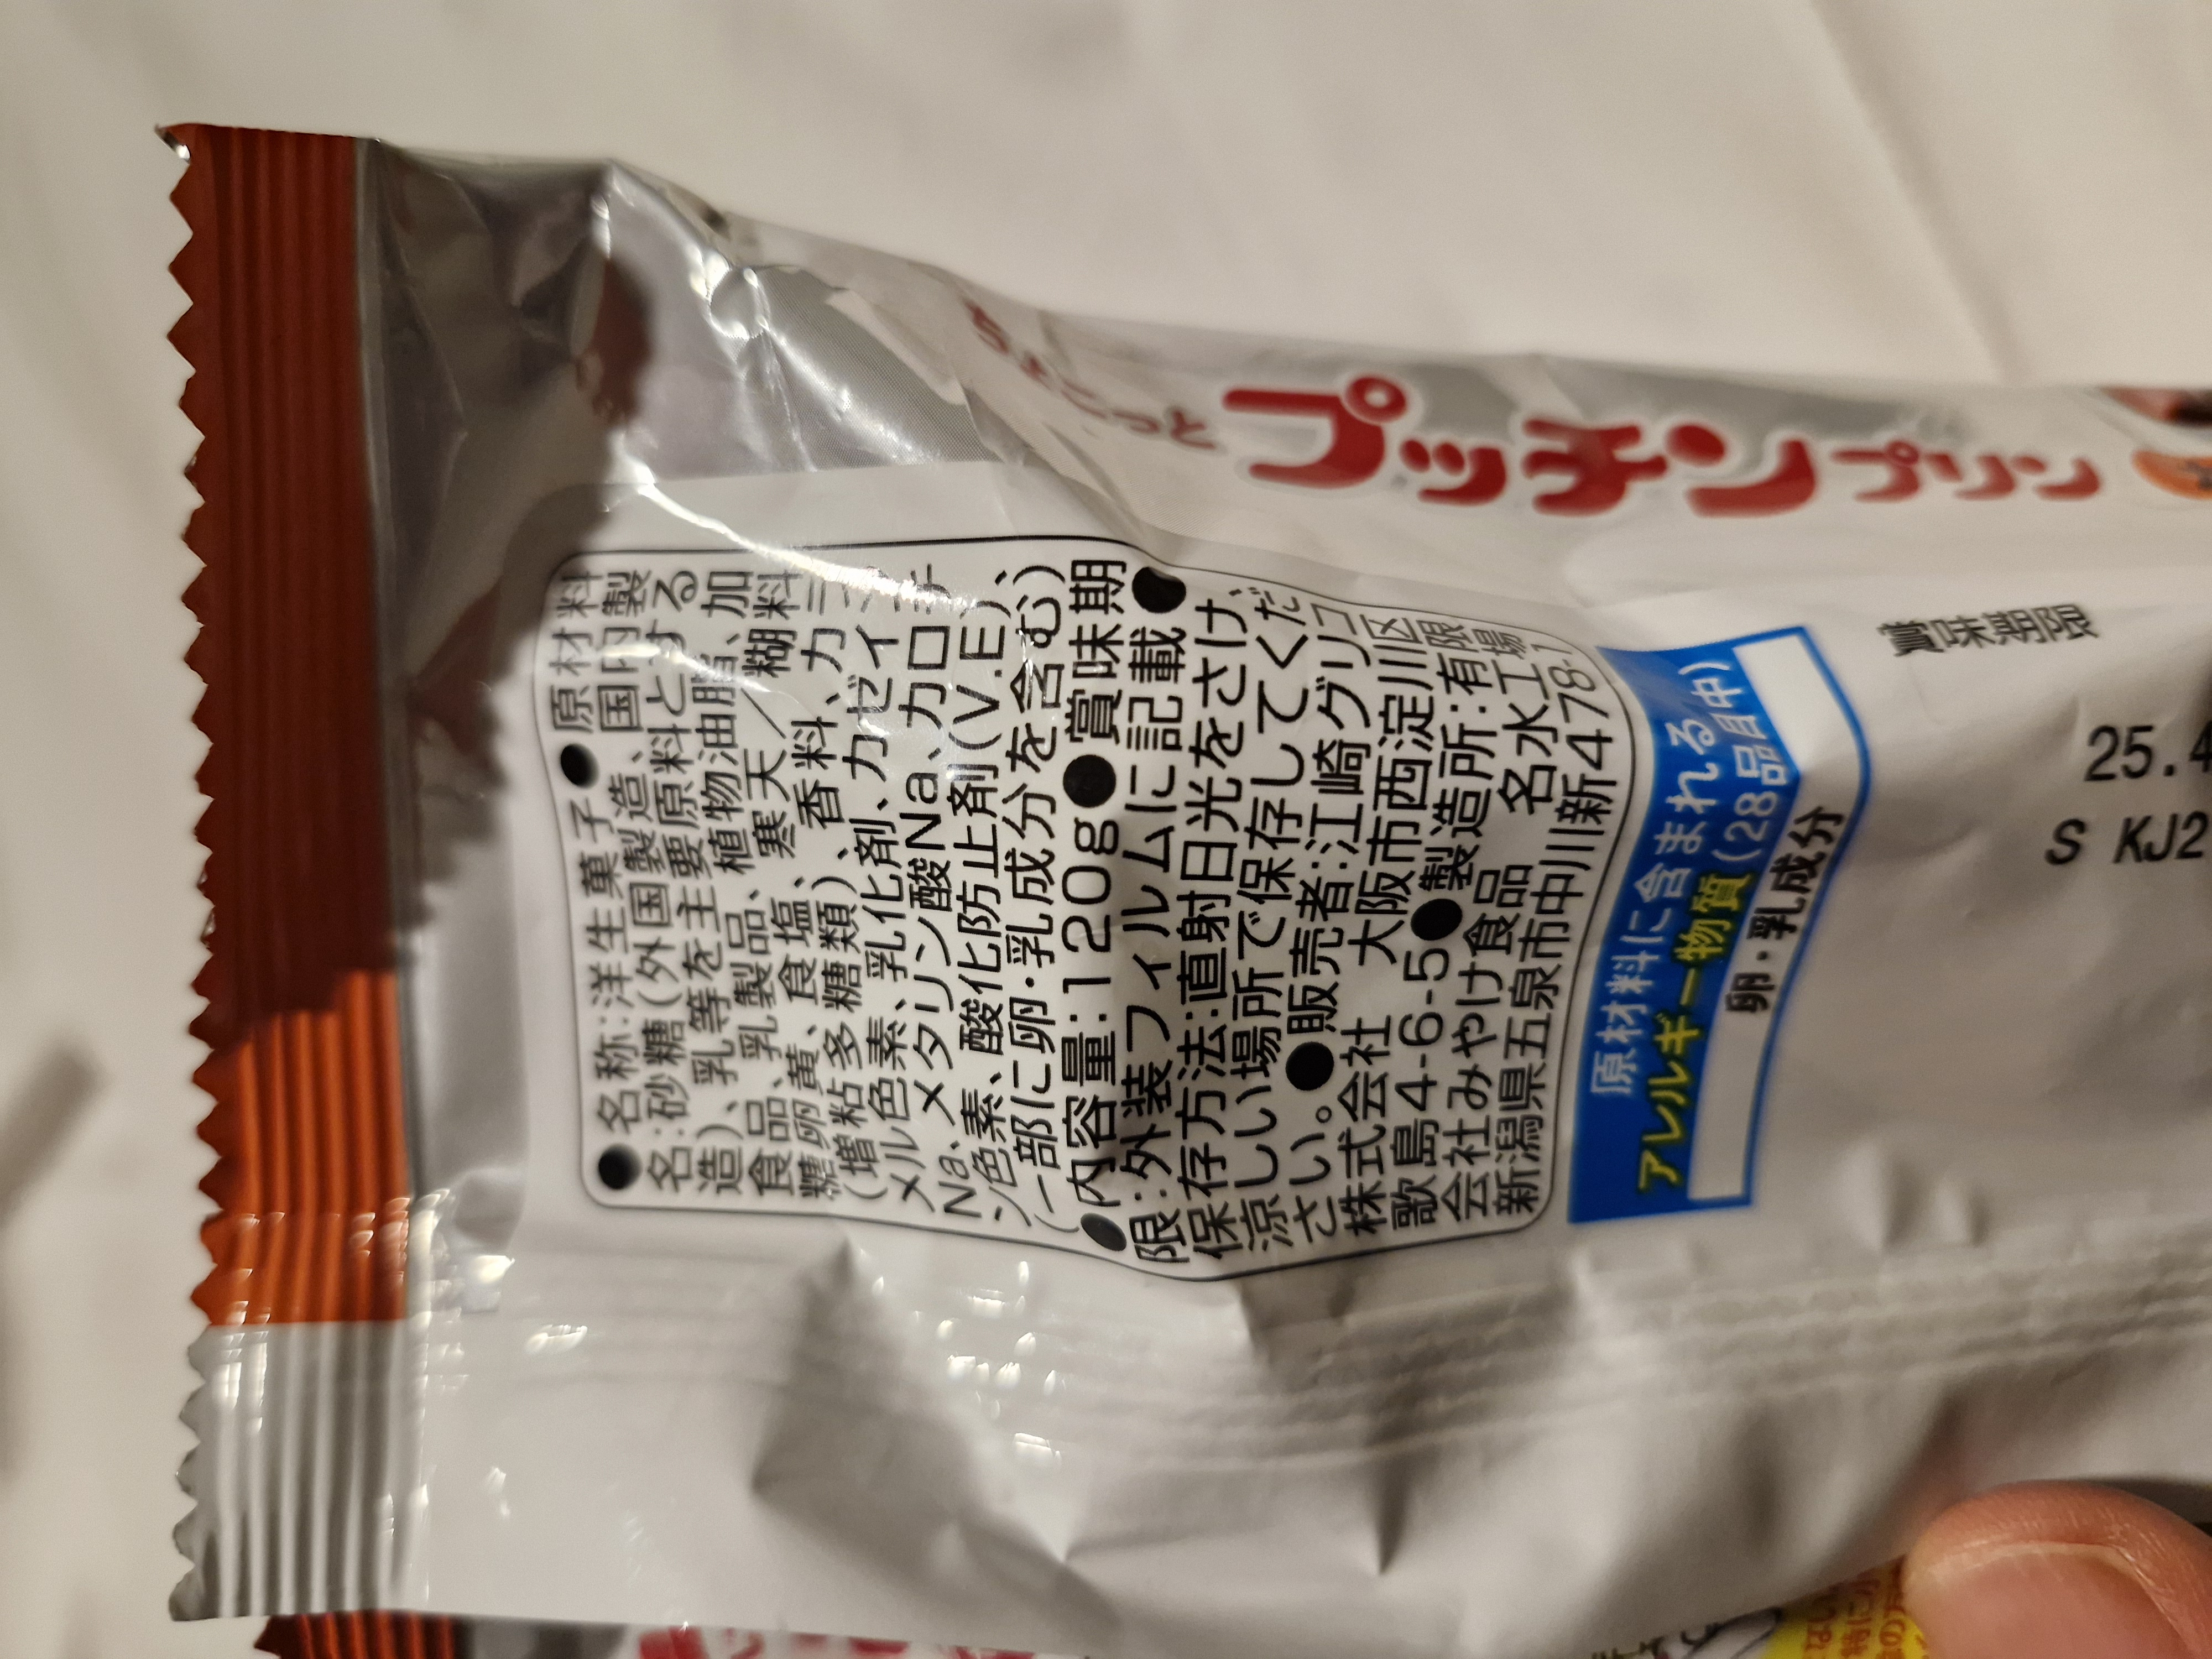 プッチン
プリン
●名称:洋生菓子●原材料
名:砂糖(外国製造、国内製
造)、乳等を主要原料とする
食品、乳製品、植物油脂、加
糖卵黄、食塩、寒天/糊料
(増粘多糖類)、香料、カラ
メル色素、乳化剤、カゼイン
Na、メタリン酸Na、カロチ
ン色素、酸化防止剤(V.E)、
(一部に卵・乳成分を含む)
●内容量:120g●賞味期
限:外装フィルムに記載●
保存方法:直射日光をさけ、
涼しい場所で保存してくだ
さい。●販売者:江崎グリコ
株式会社 大阪市西淀川区
歌島4-6-5●製造所:有限
会社みやけ食品 名水工場
新潟県五泉市中川新478-1
原材料に含まれる
アレルギー物質(28品目中)
卵・乳成分
賞味期限
25.4
S KJ2